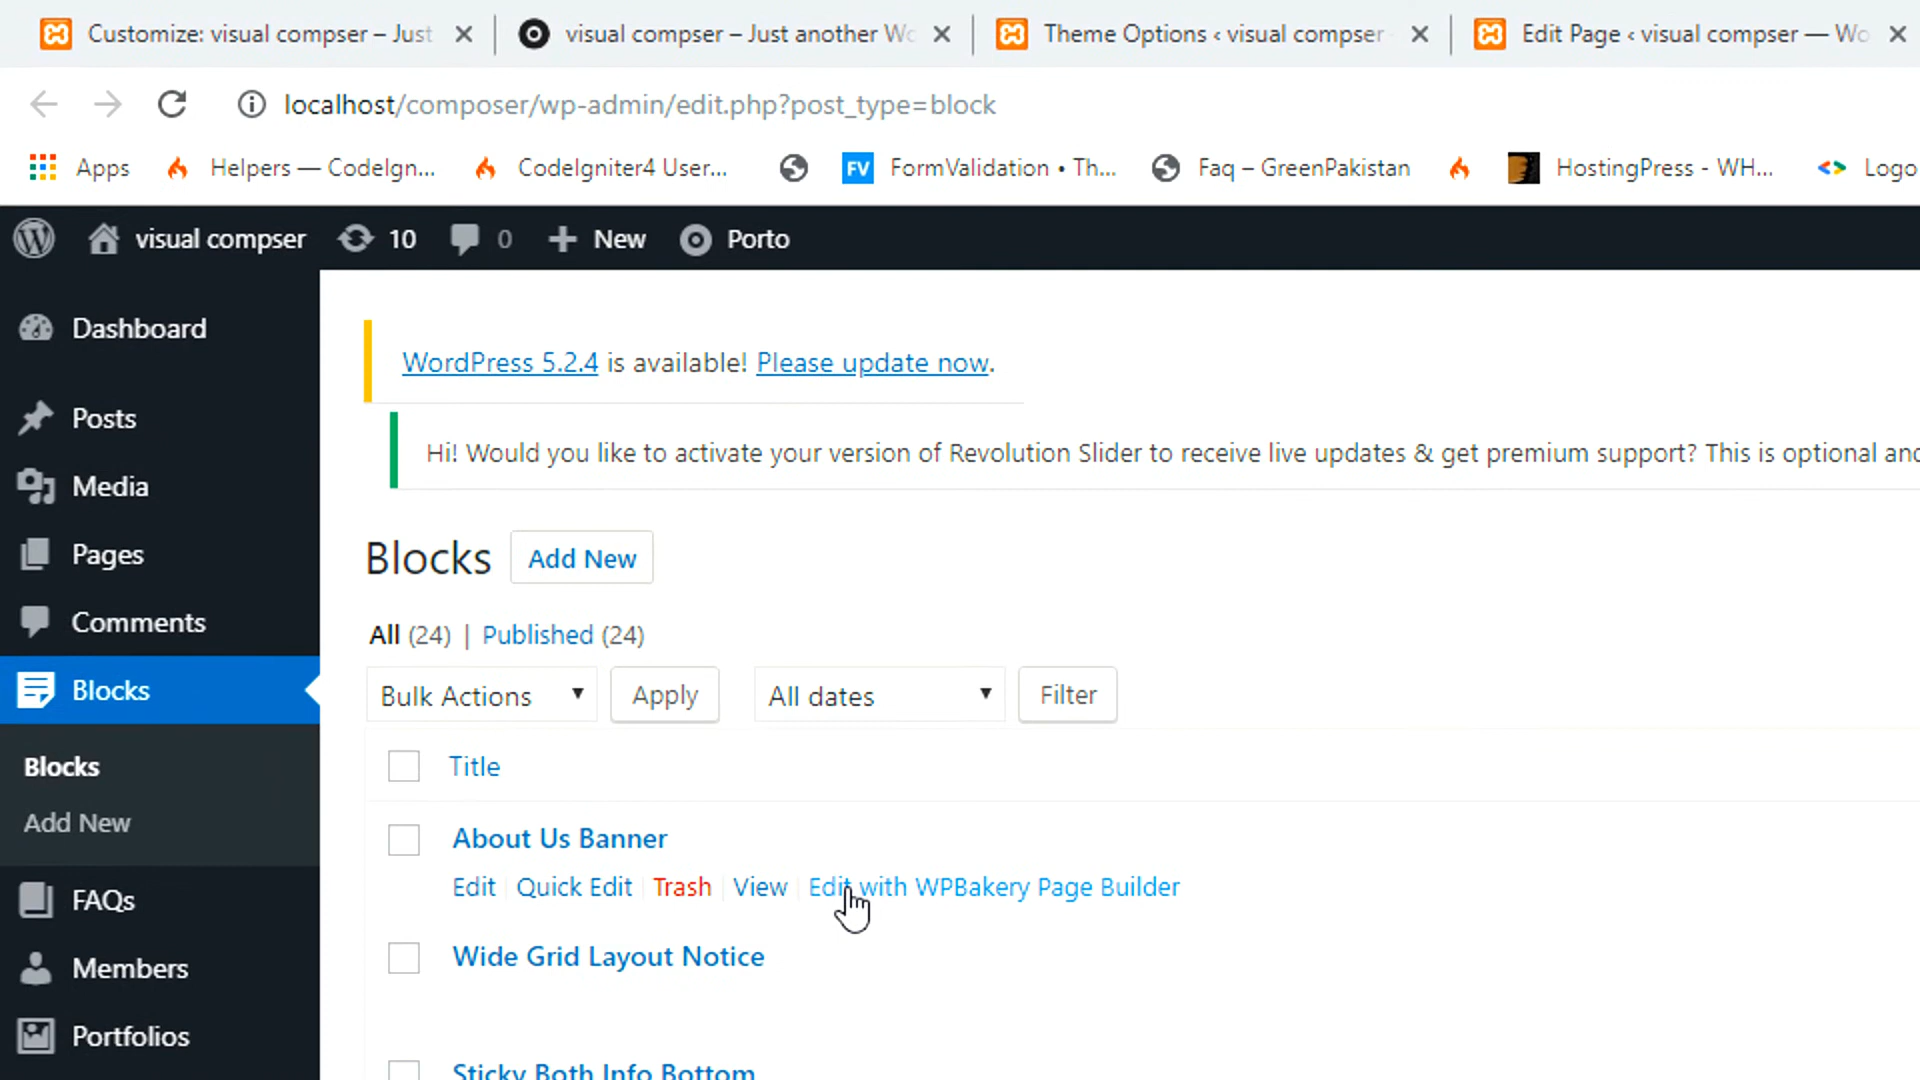 Customize: visual compser – Just
visual compser – Just another Wo
Theme Options ‹ visual compser
Edit Page ‹ visual compser — Wo
localhost/composer/wp-admin/edit.php?post_type=block
Apps
Helpers — CodeIgn...
CodeIgniter4 User...
FV FormValidation • Th...
Faq – GreenPakistan
HostingPress - WH...
Logo
visual compser
10
0
New
Porto
Dashboard
Posts
Media
Pages
Comments
Blocks
Blocks
Add New
FAQs
Members
Portfolios
WordPress 5.2.4 is available! Please update now.
Hi! Would you like to activate your version of Revolution Slider to receive live updates & get premium support? This is optional and
Blocks Add New
All (24) | Published (24)
Bulk Actions Apply All dates Filter
Title
About Us Banner
Edit Quick Edit Trash View Edit with WPBakery Page Builder
Wide Grid Layout Notice
Sticky Both Info Bottom